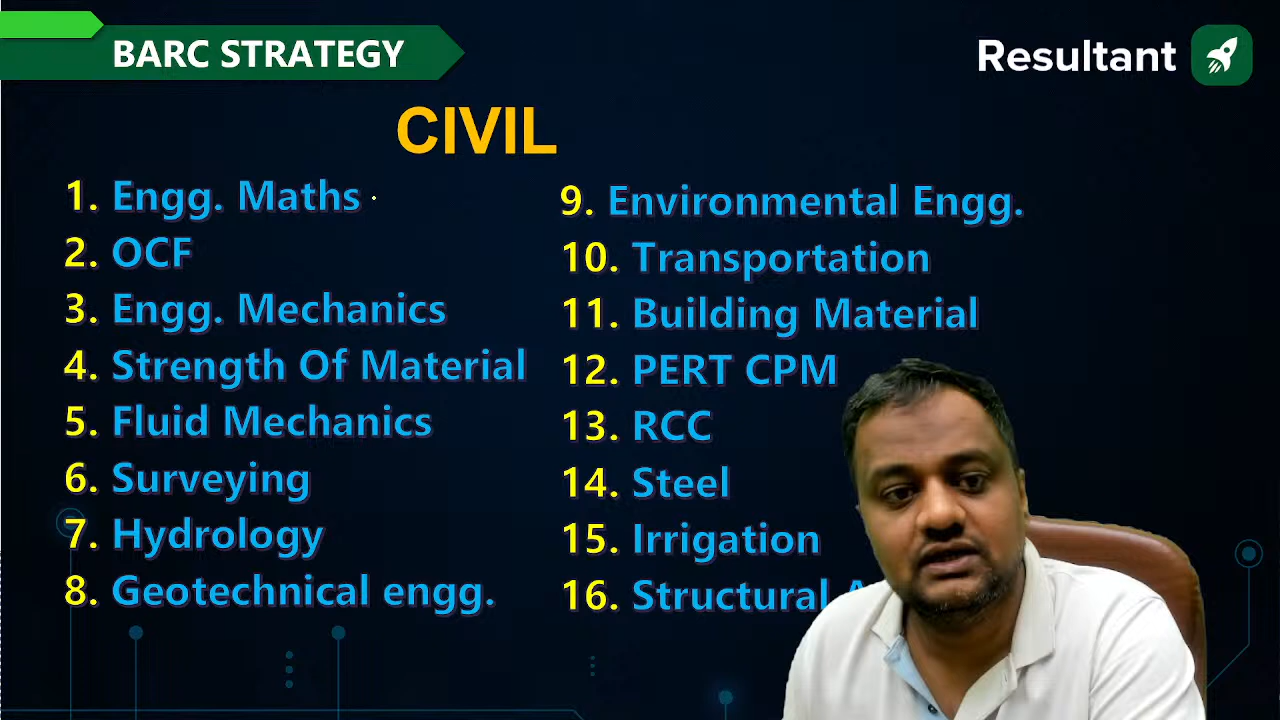 BARC STRATEGY
Resultant
CIVIL
1. Engg. Maths
2. OCF
3. Engg. Mechanics
4. Strength Of Material
5. Fluid Mechanics
6. Surveying
7. Hydrology
8. Geotechnical engg.
9. Environmental Engg.
10. Transportation
11. Building Material
12. PERT CPM
13. RCC
14. Steel
15. Irrigation
16. Structural